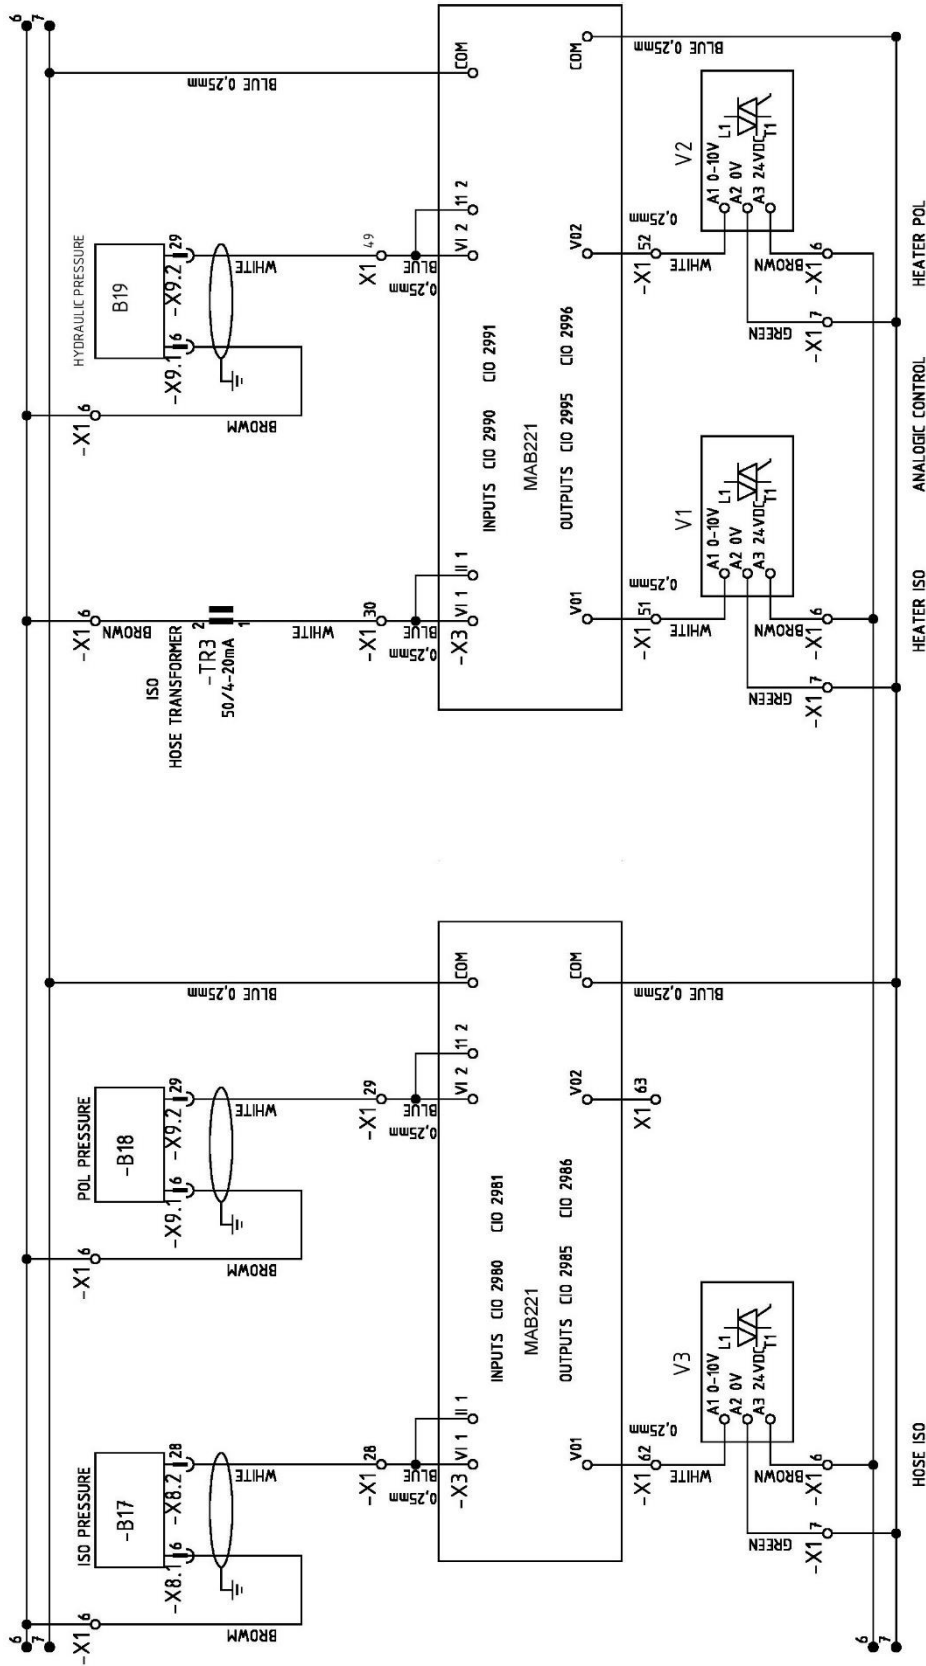 6
7
-X1 6
BROWM
ISO PRESSURE
-B17
-X8.1 6
-X8.2 28
WHITE
-X1 28
BLUE
0,25mm
-X1 6
BROWM
POL PRESSURE
-B18
-X9.1 6
-X9.2 29
WHITE
-X1 29
BLUE
0,25mm
BLUE 0,25mm
-X3 VI 1 II 1
VI 2 11 2
COM
INPUTS CIO 2980 CIO 2981
MAB221
OUTPUTS CIO 2985 CIO 2986
V01
V02
COM
-X1 62
0,25mm
WHITE
X1 63
BLUE 0,25mm
V3
A1 0-10V
A2 0V
A3 24VDC
L1
T1
GREEN
BROWN
-X1 7
-X1 6
HOSE ISO
6
7
-X1 6
BROWN
ISO
HOSE TRANSFORMER
-TR3
50/4-20mA
2
1
WHITE
-X1 30
BLUE
0,25mm
-X1 6
BROWM
HYDRAULIC PRESSURE
B19
-X9.1 6
-X9.2 29
WHITE
X1 49
BLUE
0,25mm
BLUE 0,25mm
6
7
-X3 VI 1 II 1
VI 2 11 2
COM
INPUTS CIO 2990 CIO 2991
MAB221
OUTPUTS CIO 2995 CIO 2996
V01
V02
COM
-X1 51
0,25mm
WHITE
-X1 52
0,25mm
WHITE
BLUE 0,25mm
V1
A1 0-10V
A2 0V
A3 24VDC
L1
T1
GREEN
BROWN
-X1 7
-X1 6
HEATER ISO
V2
A1 0-10V
A2 0V
A3 24VDC
L1
T1
GREEN
BROWN
-X1 7
-X1 6
ANALOGIC CONTROL
HEATER POL